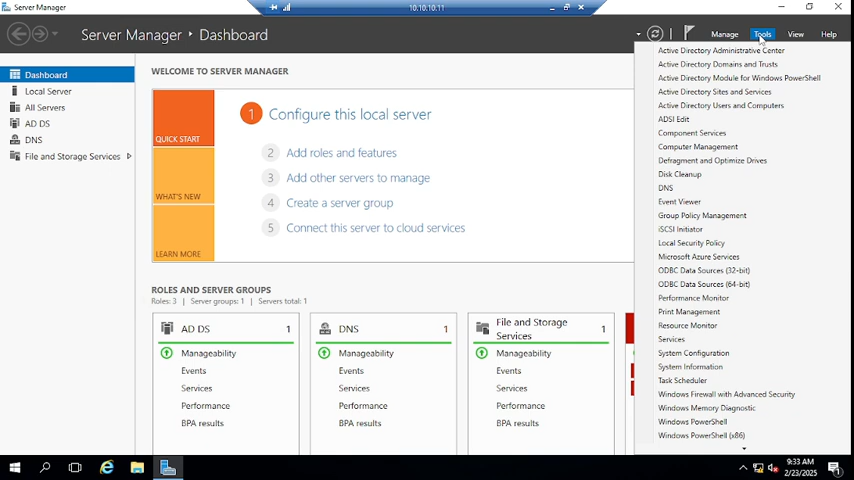 Server Manager
10.10.10.11
Server Manager • Dashboard
Manage
Tools
View
Help
Dashboard
Local Server
All Servers
AD DS
DNS
File and Storage Services
WELCOME TO SERVER MANAGER
QUICK START
WHAT'S NEW
LEARN MORE
1 Configure this local server
2 Add roles and features
3 Add other servers to manage
4 Create a server group
5 Connect this server to cloud services
ROLES AND SERVER GROUPS
Roles: 3 | Server groups: 1 | Servers total: 1
AD DS 1
Manageability
Events
Services
Performance
BPA results
DNS 1
Manageability
Events
Services
Performance
BPA results
File and Storage
Services 1
Manageability
Events
Services
Performance
BPA results
Active Directory Administrative Center
Active Directory Domains and Trusts
Active Directory Module for Windows PowerShell
Active Directory Sites and Services
Active Directory Users and Computers
ADSI Edit
Component Services
Computer Management
Defragment and Optimize Drives
Disk Cleanup
DNS
Event Viewer
Group Policy Management
iSCSI Initiator
Local Security Policy
Microsoft Azure Services
ODBC Data Sources (32-bit)
ODBC Data Sources (64-bit)
Performance Monitor
Print Management
Resource Monitor
Services
System Configuration
System Information
Task Scheduler
Windows Firewall with Advanced Security
Windows Memory Diagnostic
Windows PowerShell
Windows PowerShell (x86)
9:33 AM
2/23/2025